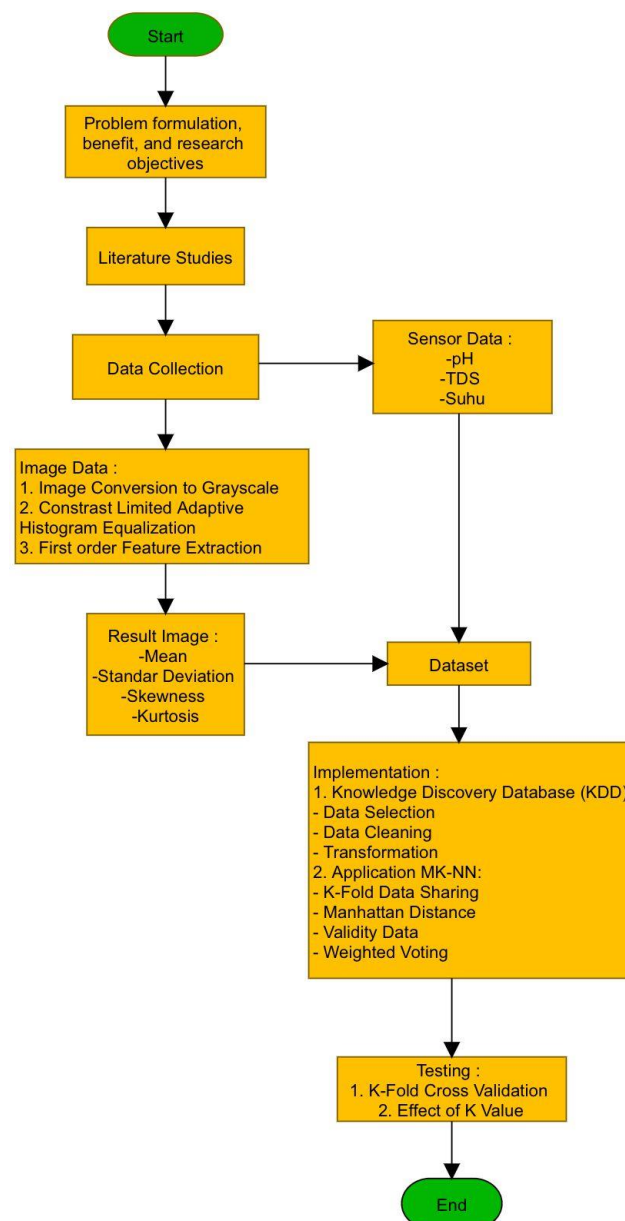 Start
Problem formulation,
benefit, and research
objectives
Literature Studies
Data Collection
Sensor Data :
-pH
-TDS
-Suhu
Image Data :
1. Image Conversion to Grayscale
2. Constrast Limited Adaptive
Histogram Equalization
3. First order Feature Extraction
Result Image :
-Mean
-Standar Deviation
-Skewness
-Kurtosis
Dataset
Implementation :
1. Knowledge Discovery Database (KDD)
- Data Selection
- Data Cleaning
- Transformation
2. Application MK-NN:
- K-Fold Data Sharing
- Manhattan Distance
- Validity Data
- Weighted Voting
Testing :
1. K-Fold Cross Validation
2. Effect of K Value
End